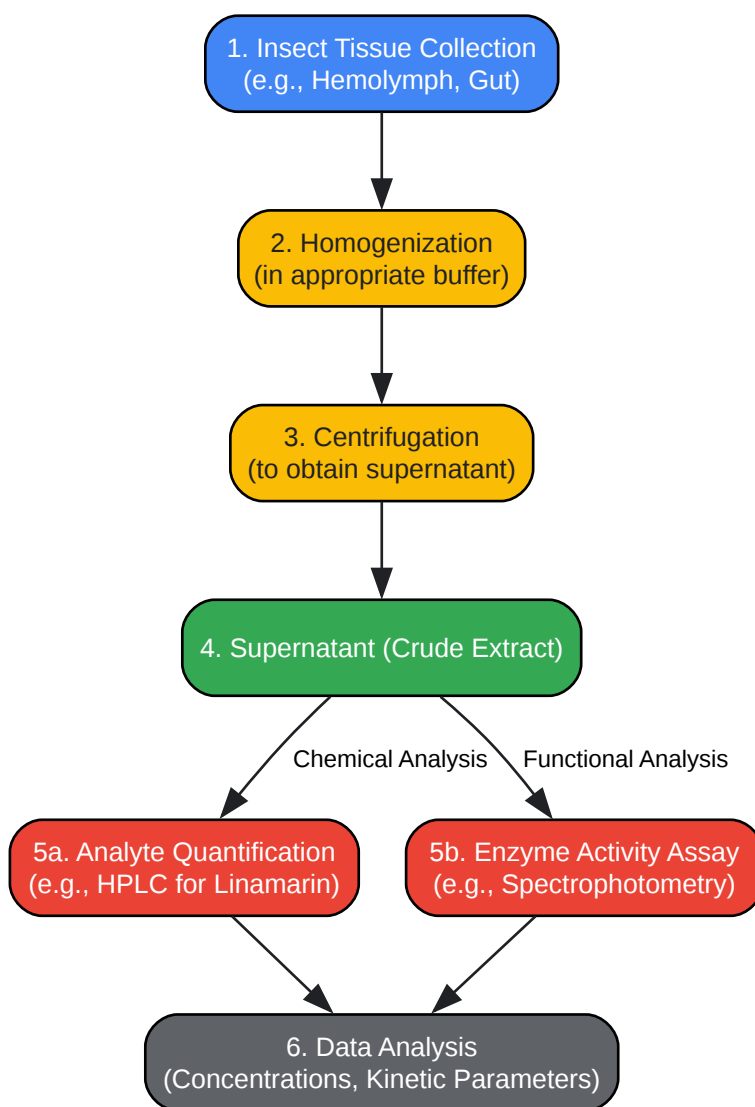 1. Insect Tissue Collection
(e.g., Hemolymph, Gut)
2. Homogenization
(in appropriate buffer)
3. Centrifugation
(to obtain supernatant)
4. Supernatant (Crude Extract)
Chemical Analysis
Functional Analysis
5a. Analyte Quantification
(e.g., HPLC for Linamarin)
5b. Enzyme Activity Assay
(e.g., Spectrophotometry)
6. Data Analysis
(Concentrations, Kinetic Parameters)